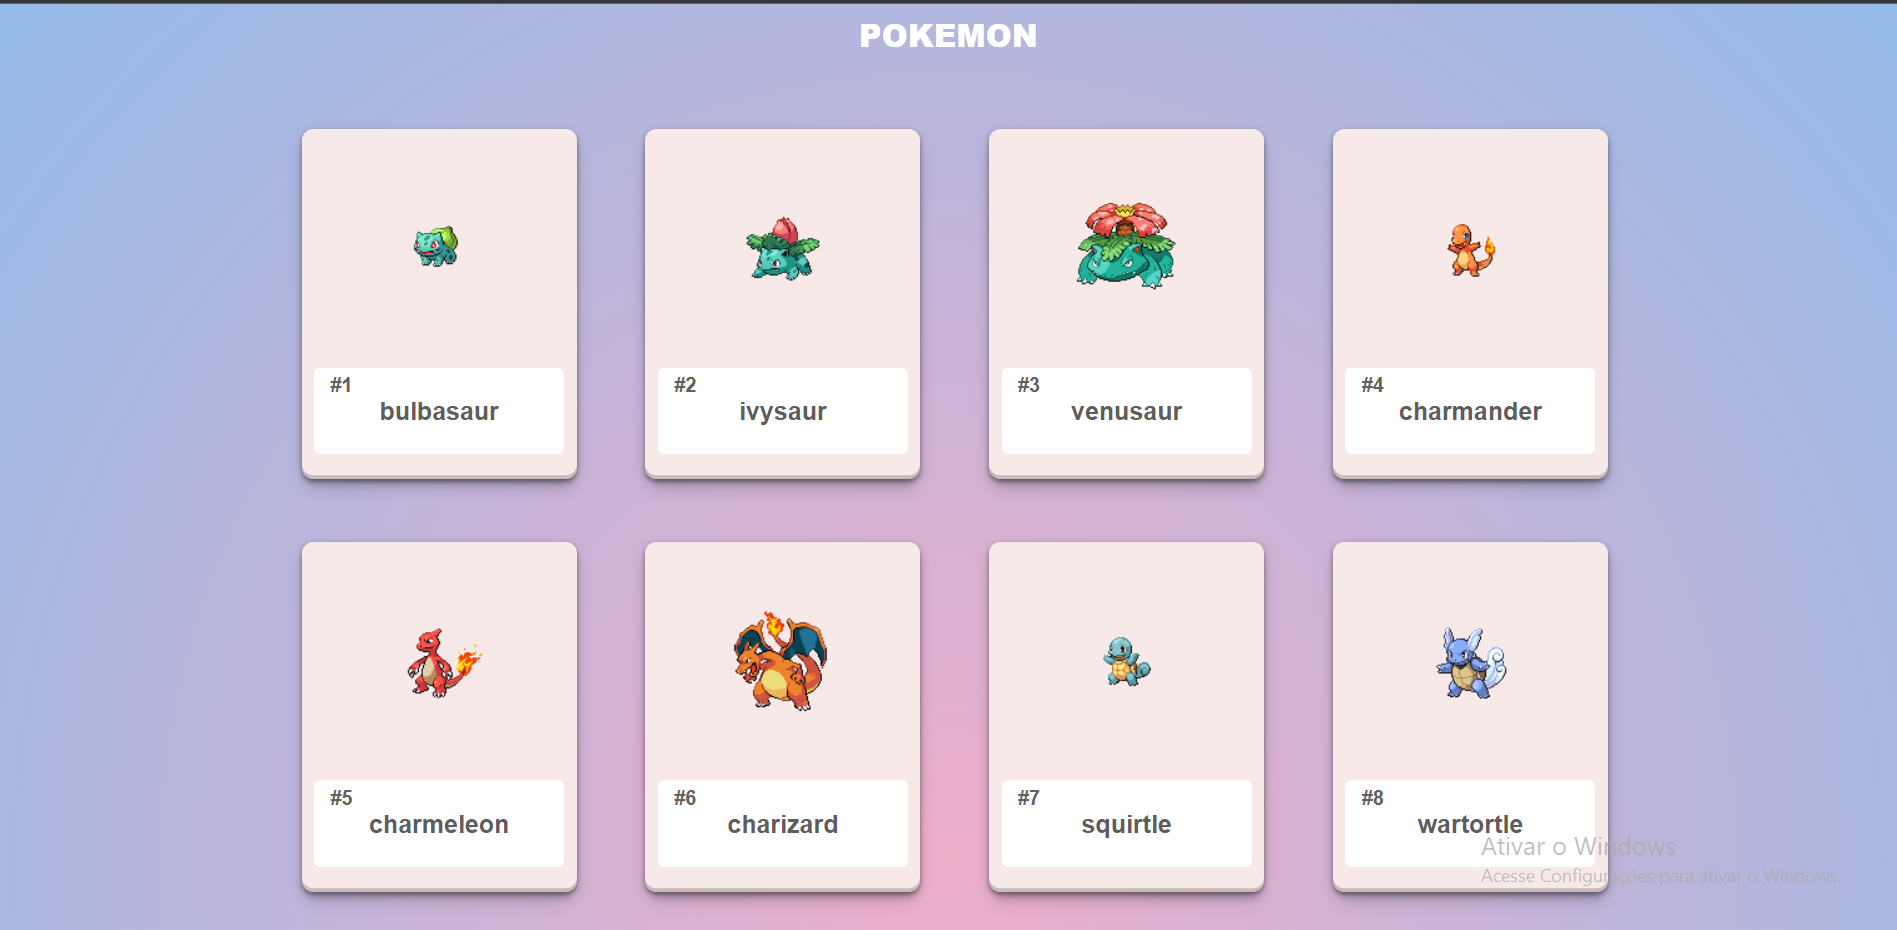 POKEMON
#1
bulbasaur
#2
ivysaur
#3
venusaur
#4
charmander
#5
charmeleon
#6
charizard
#7
squirtle
#8
wartortle
Ativar o Windows
Acesse Configurações para ativar o Windows.